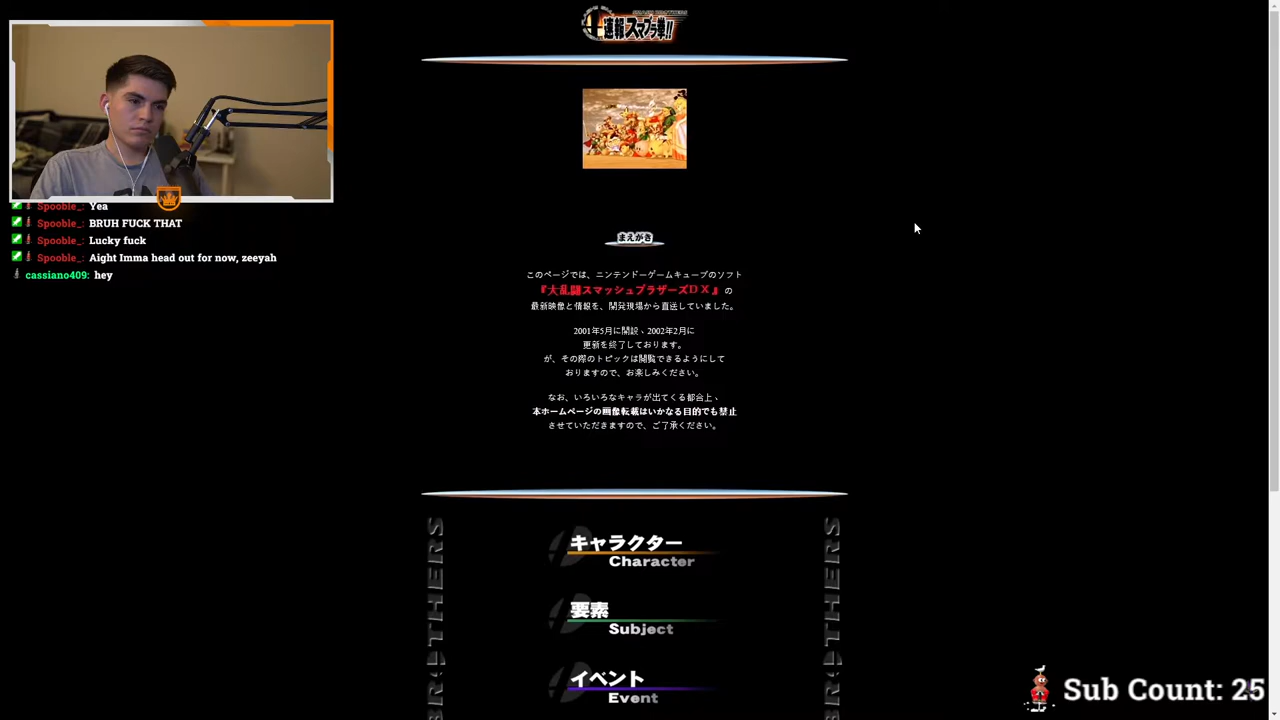 速報スマブラ拳!!
まえがき
このページでは、ニンテンドーゲームキューブのソフト
『大乱闘スマッシュブラザーズDX』の
最新映像と情報を、開発現場から直送していました。
2001年5月に開設、2002年2月に
更新を終了しております。
が、その際のトピックは閲覧できるようにして
おりますので、お楽しみください。
なお、いろいろなキャラが出てくる都合上、
本ホームページの画像転載はいかなる目的でも禁止
させていただきますので、ご了承ください。
キャラクター
Character
要素
Subject
イベント
Event
BR THERS
BR THERS
Spooble_: Yea
Spooble_: BRUH FUCK THAT
Spooble_: Lucky fuck
Spooble_: Aight Imma head out for now, zeeyah
cassiano409: hey
Sub Count: 25